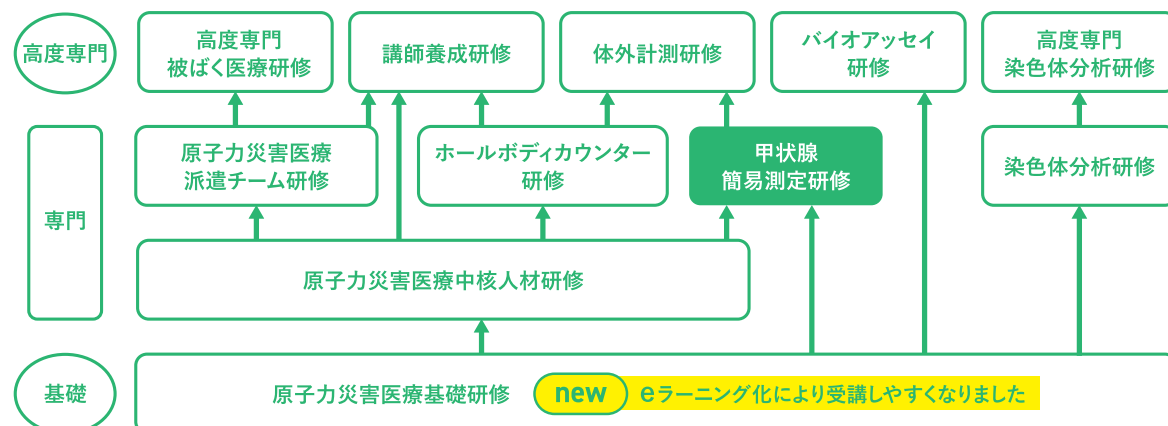 高度専門
高度専門
被ばく医療研修
講師養成研修
体外計測研修
バイオアッセイ
研修
高度専門
染色体分析研修
専門
原子力災害医療
派遣チーム研修
ホールボディカウンター
研修
甲状腺
簡易測定研修
染色体分析研修
原子力災害医療中核人材研修
基礎
原子力災害医療基礎研修
new
eラーニング化により受講しやすくなりました